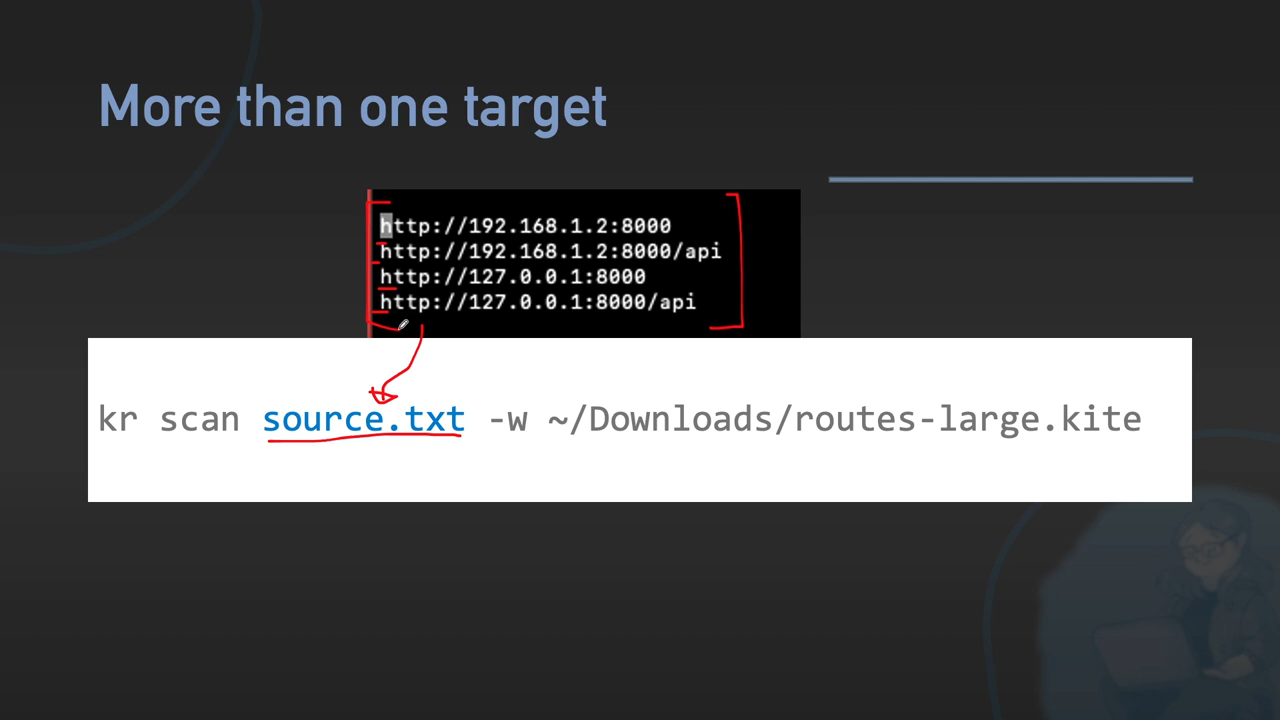 More than one target
http://192.168.1.2:8000
http://192.168.1.2:8000/api
http://127.0.0.1:8000
http://127.0.0.1:8000/api
kr scan source.txt -w ~/Downloads/routes-large.kite